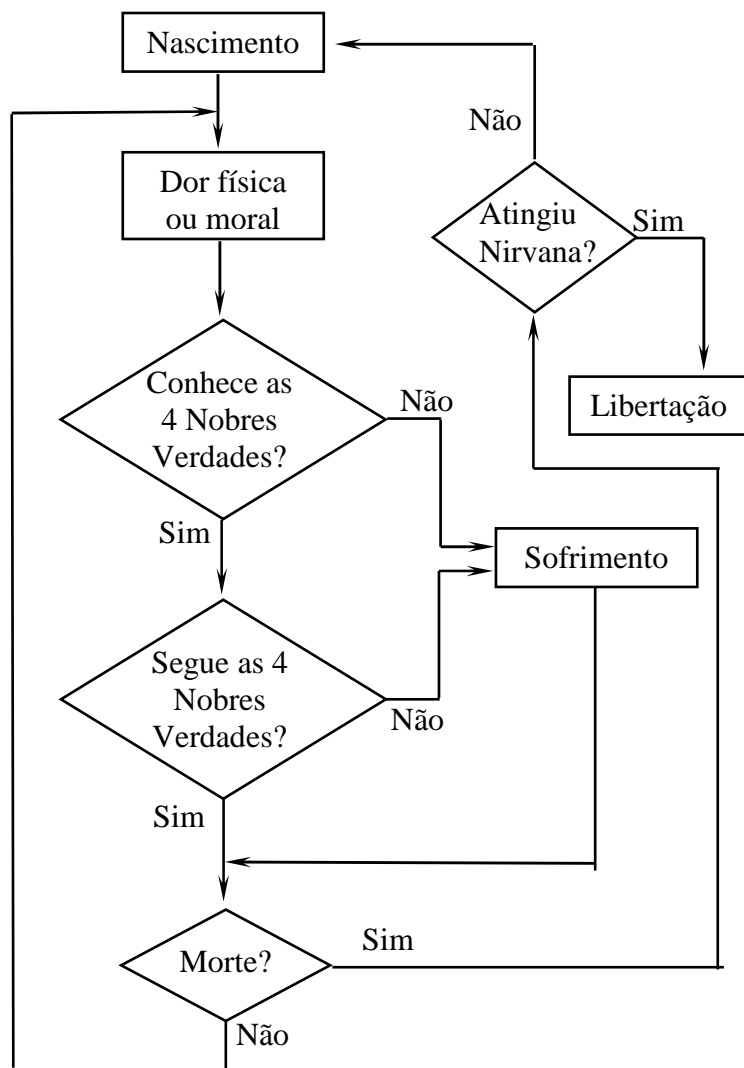 Nascimento
Não
Dor física
ou moral
Atingiu
Nirvana?
Sim
Libertação
Conhece as
4 Nobres
Verdades?
Não
Sim
Sofrimento
Segue as 4
Nobres
Verdades?
Não
Sim
Morte?
Sim
Não